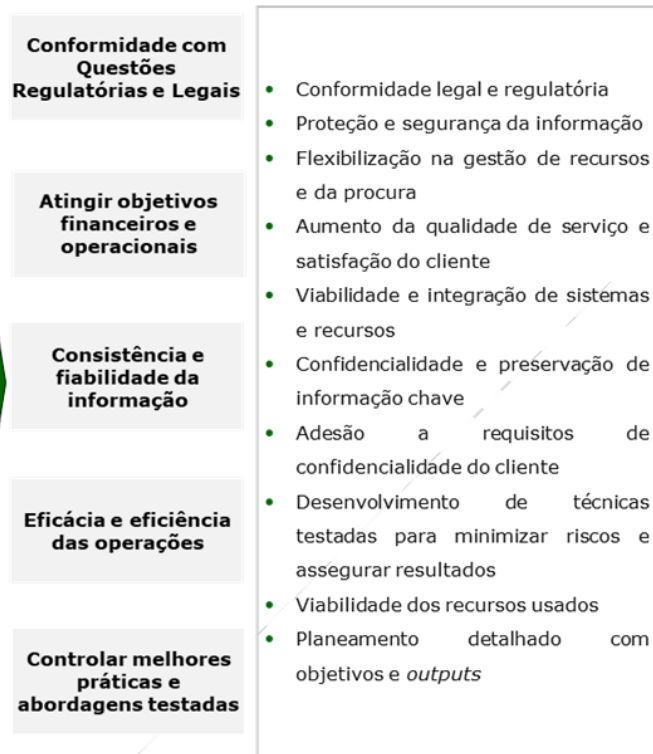 Conformidade com
Questões
Regulatórias e Legais
Atingir objetivos
financeiros e
operacionais
Consistência e
fiabilidade da
informação
Eficácia e eficiência
das operações
Controlar melhores
práticas e
abordagens testadas
• Conformidade legal e regulatória
• Proteção e segurança da informação
• Flexibilização na gestão de recursos
e da procura
• Aumento da qualidade de serviço e
satisfação do cliente
• Viabilidade e integração de sistemas
e recursos
• Confidencialidade e preservação de
informação chave
• Adesão a requisitos de
confidencialidade do cliente
• Desenvolvimento de técnicas
testadas para minimizar riscos e
assegurar resultados
• Viabilidade dos recursos usados
• Planeamento detalhado com
objetivos e outputs